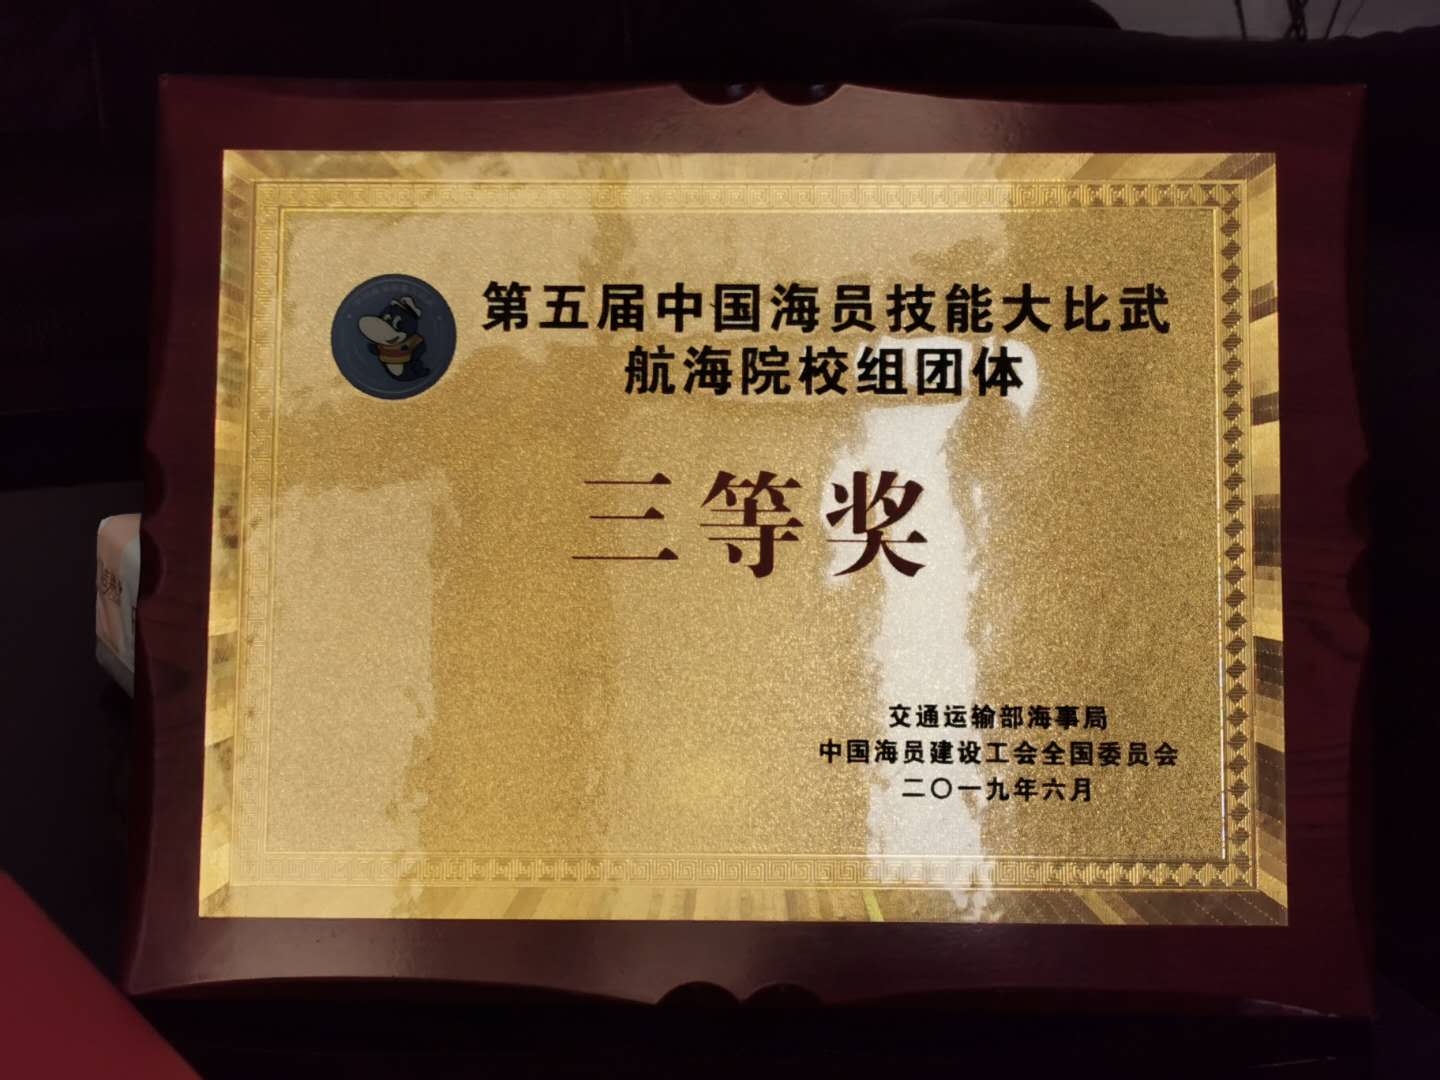 第五届中国海员技能大比武
航海院校组团体
三等奖
交通运输部海事局
中国海员建设工会全国委员会
二〇一九年六月